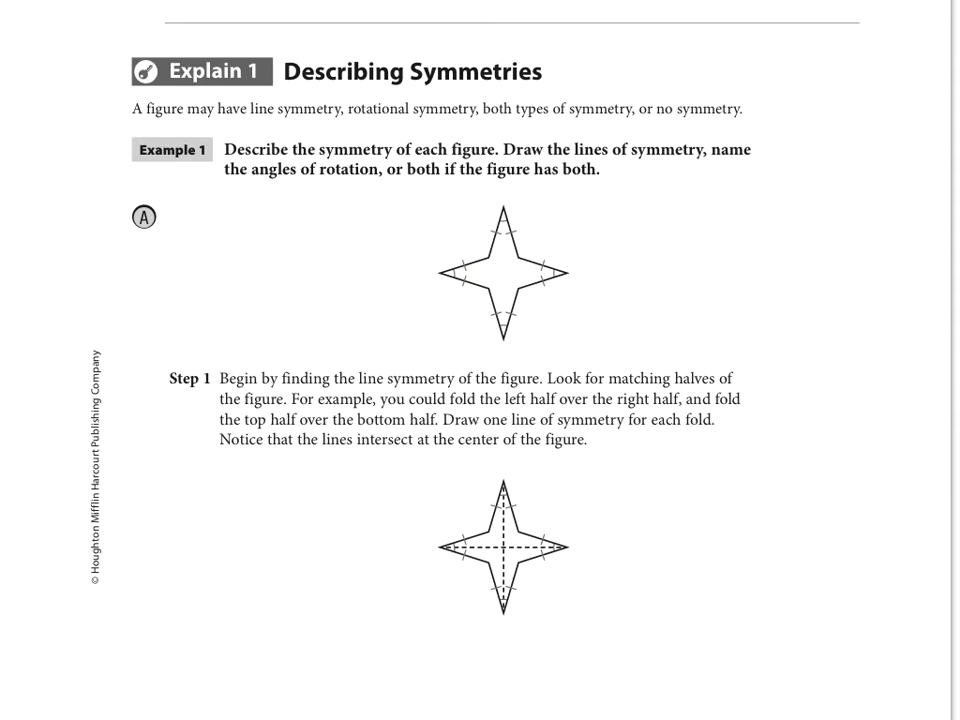 Explain 1 Describing Symmetries
A figure may have line symmetry, rotational symmetry, both types of symmetry, or no symmetry.
Example 1 Describe the symmetry of each figure. Draw the lines of symmetry, name
the angles of rotation, or both if the figure has both.
A
Step 1 Begin by finding the line symmetry of the figure. Look for matching halves of
the figure. For example, you could fold the left half over the right half, and fold
the top half over the bottom half. Draw one line of symmetry for each fold.
Notice that the lines intersect at the center of the figure.
© Houghton Mifflin Harcourt Publishing Company